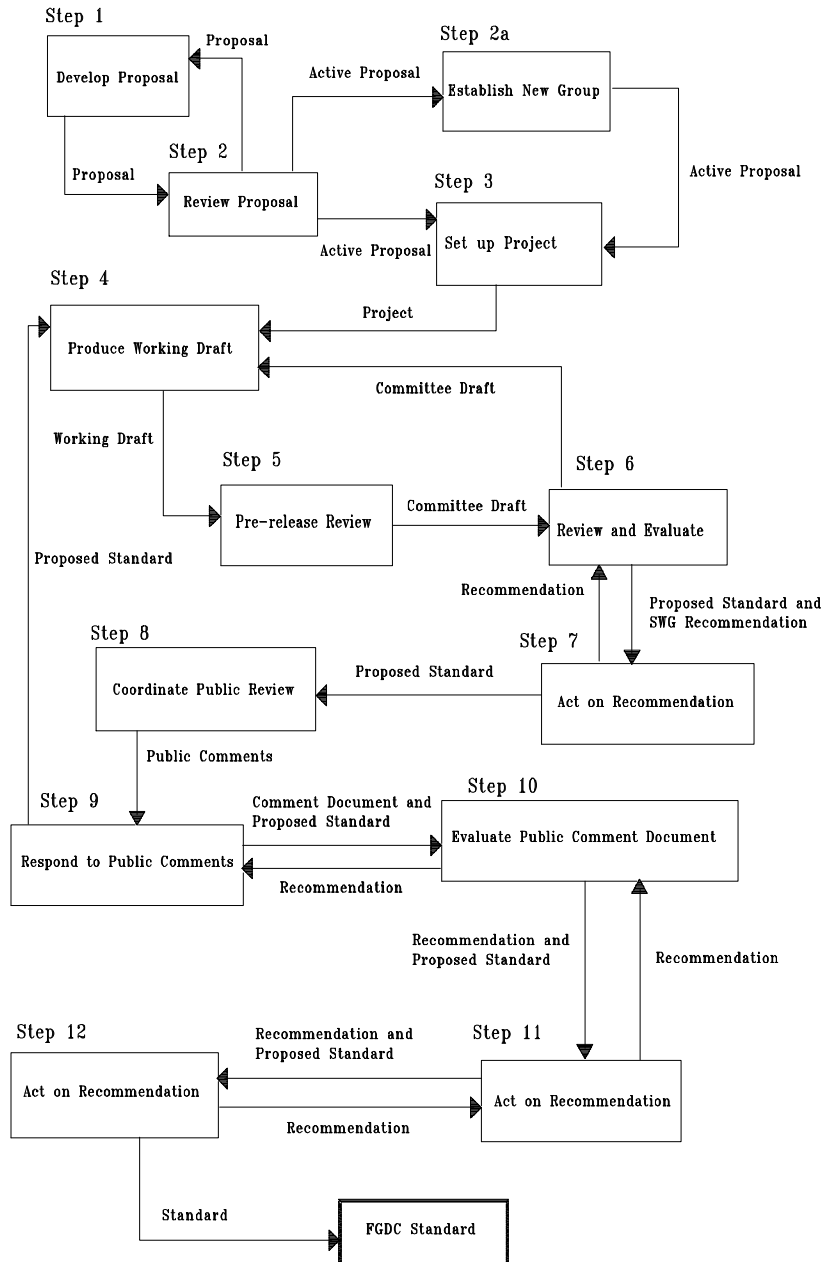 Step 1
Proposal
Develop Proposal
Step 2a
Active Proposal
Establish New Group
Proposal
Step 2
Review Proposal
Active Proposal
Step 3
Active Proposal
Set up Project
Step 4
Project
Produce Working Draft
Committee Draft
Working Draft
Step 5
Pre-release Review
Committee Draft
Step 6
Review and Evaluate
Proposed Standard
Recommendation
Proposed Standard and
SWG Recommendation
Step 7
Act on Recommendation
Step 8
Proposed Standard
Coordinate Public Review
Public Comments
Step 9
Respond to Public Comments
Comment Document and
Proposed Standard
Step 10
Evaluate Public Comment Document
Recommendation
Recommendation and
Proposed Standard
Recommendation
Step 11
Act on Recommendation
Recommendation and
Proposed Standard
Step 12
Act on Recommendation
Recommendation
Standard
FGDC Standard